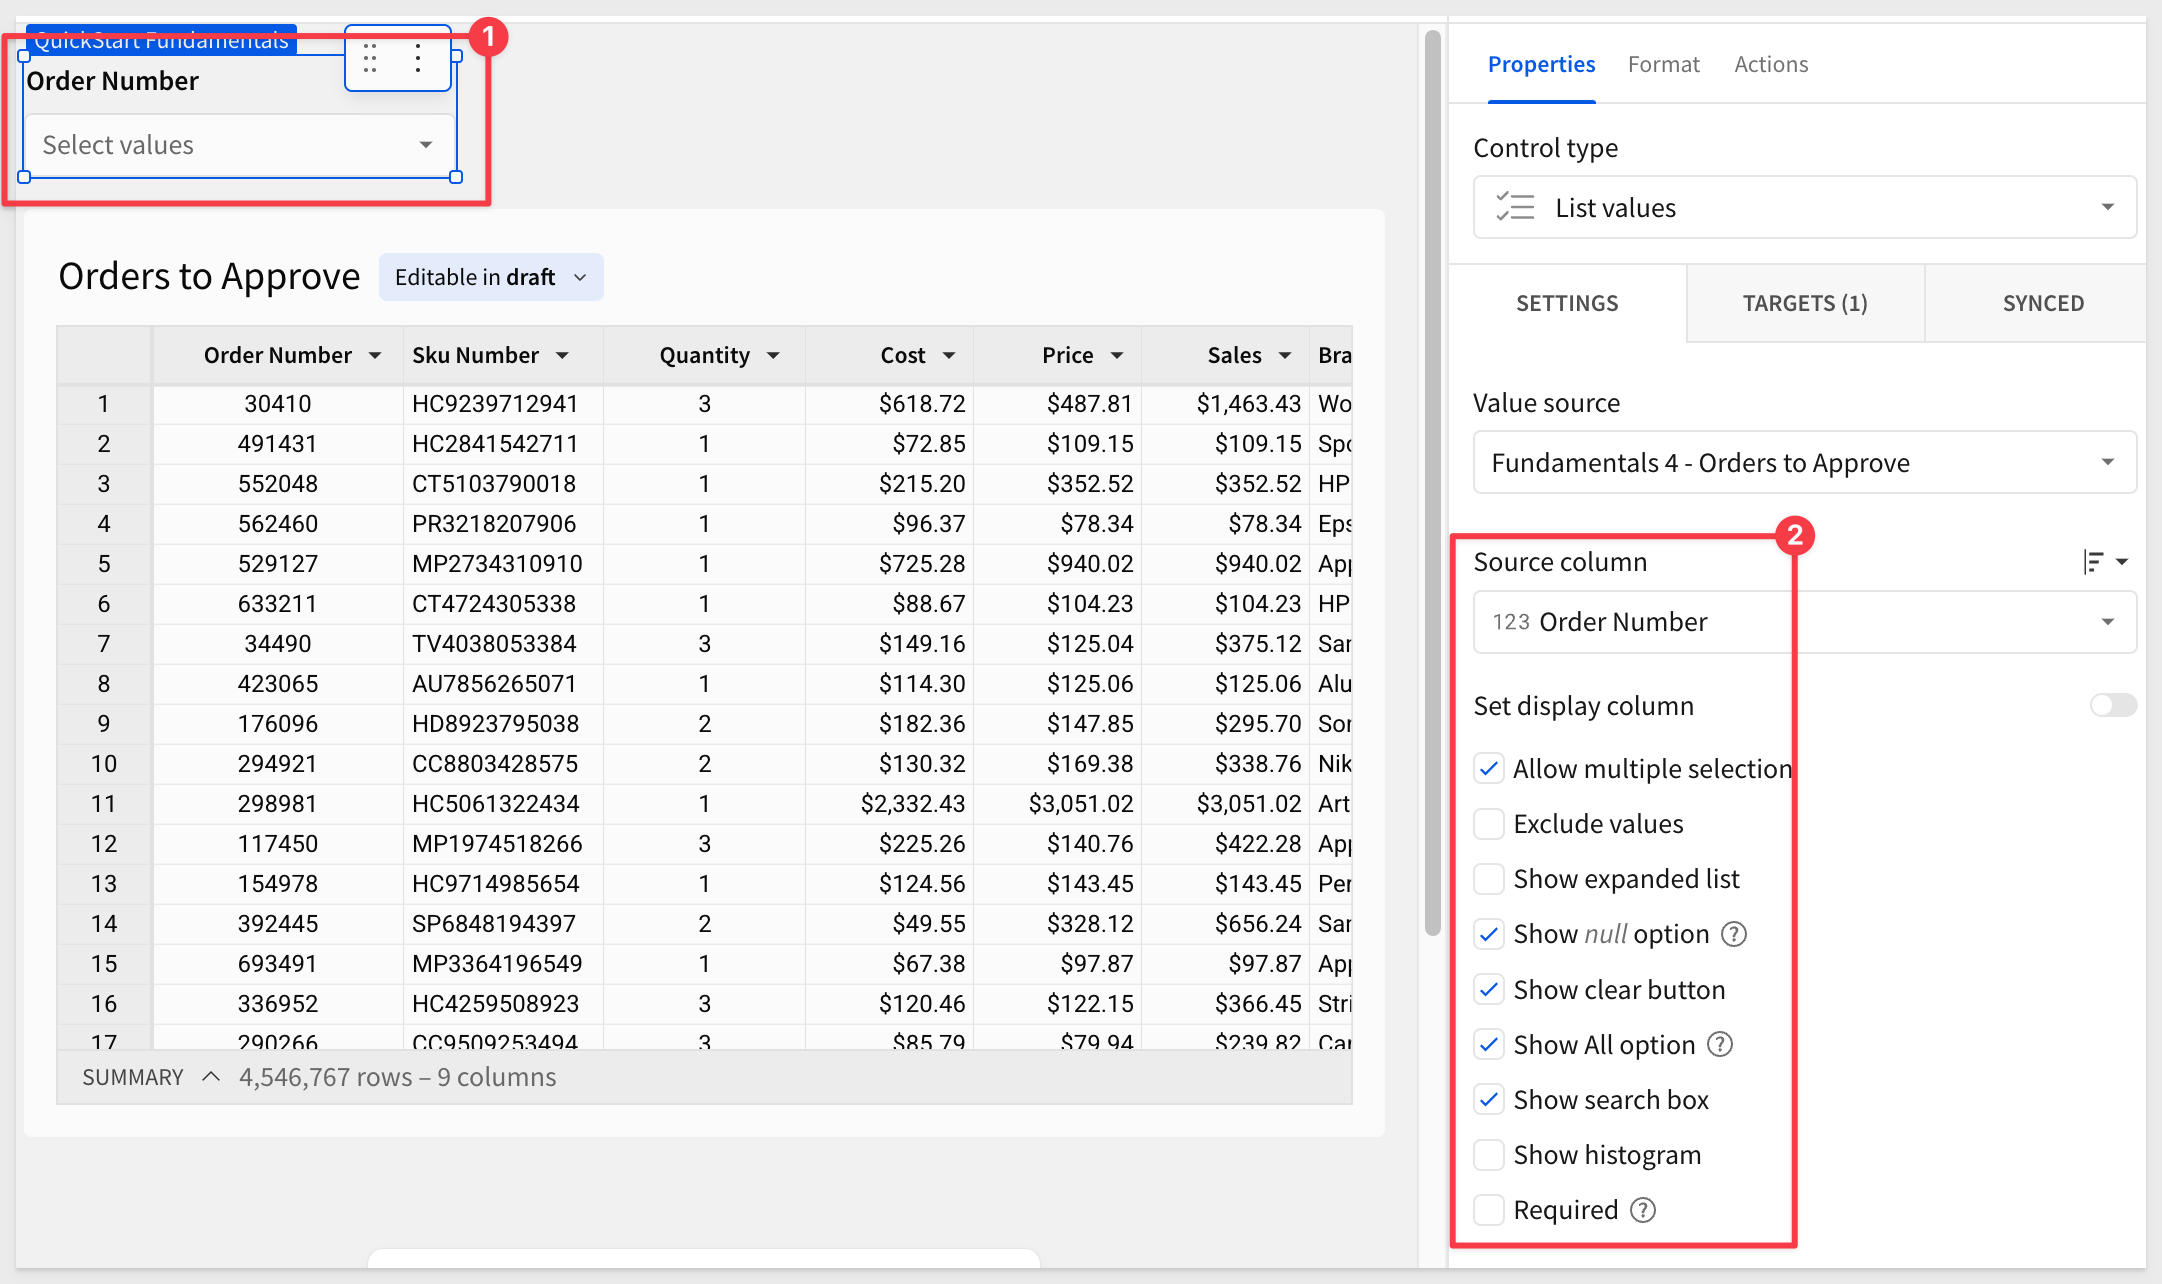 QuickStart Fundamentals
1
Order Number
Select values
Orders to Approve Editable in draft
Order Number Sku Number Quantity Cost Price Sales Bra
1 30410 HC9239712941 3 $618.72 $487.81 $1,463.43 Wo
2 491431 HC2841542711 1 $72.85 $109.15 $109.15 Spo
3 552048 CT5103790018 1 $215.20 $352.52 $352.52 HP
4 562460 PR3218207906 1 $96.37 $78.34 $78.34 Eps
5 529127 MP2734310910 1 $725.28 $940.02 $940.02 App
6 633211 CT4724305338 1 $88.67 $104.23 $104.23 HP
7 34490 TV4038053384 3 $149.16 $125.04 $375.12 Sar
8 423065 AU7856265071 1 $114.30 $125.06 $125.06 Alu
9 176096 HD8923795038 2 $182.36 $147.85 $295.70 Sor
10 294921 CC8803428575 2 $130.32 $169.38 $338.76 Nik
11 298981 HC5061322434 1 $2,332.43 $3,051.02 $3,051.02 Art
12 117450 MP1974518266 3 $225.26 $140.76 $422.28 App
13 154978 HC9714985654 1 $124.56 $143.45 $143.45 Per
14 392445 SP6848194397 2 $49.55 $328.12 $656.24 Sar
15 693491 MP3364196549 1 $67.38 $97.87 $97.87 App
16 336952 HC4259508923 3 $120.46 $122.15 $366.45 Stri
17 290266 CC9509253494 3 $85.79 $79.94 $239.82 Car
SUMMARY 4,546,767 rows – 9 columns
Properties Format Actions
Control type
List values
SETTINGS TARGETS (1) SYNCED
Value source
Fundamentals 4 - Orders to Approve
2
Source column
123 Order Number
Set display column
Allow multiple selection
Exclude values
Show expanded list
Show null option ?
Show clear button
Show All option ?
Show search box
Show histogram
Required ?